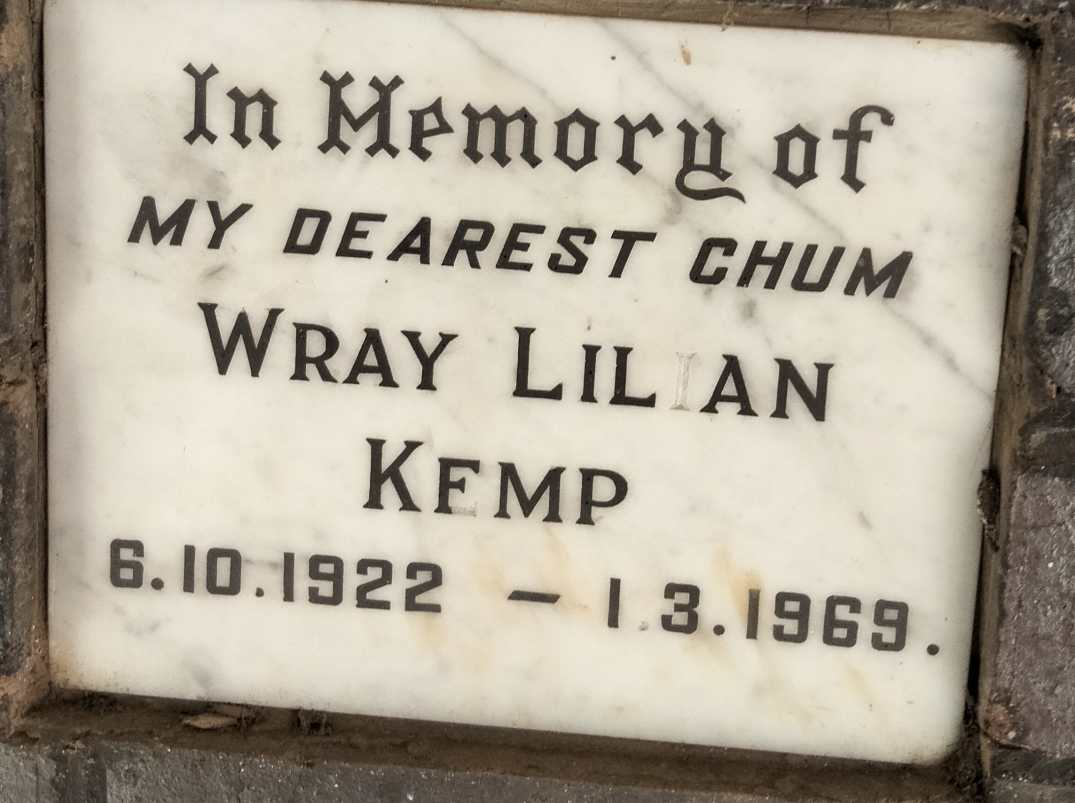 In Memory of
MY DEAREST CHUM
WRAY LILIAN
KEMP
6.10.1922 – 1.3.1969.